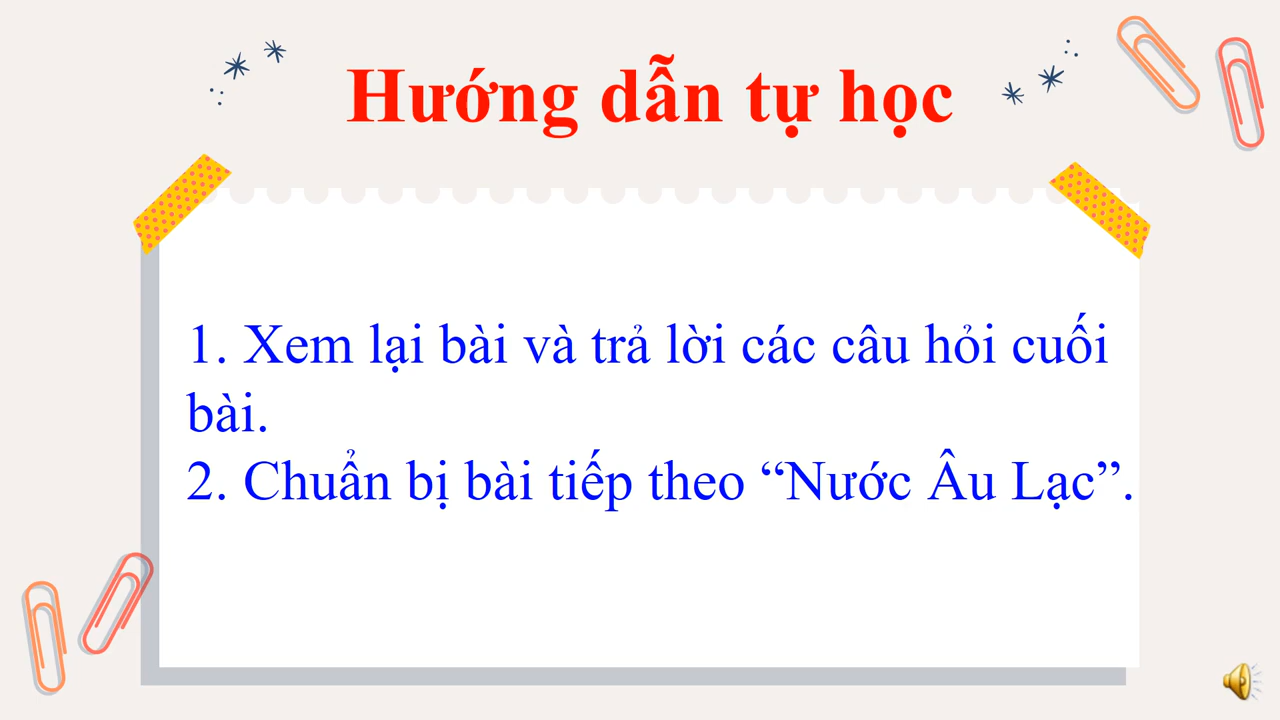 Hướng dẫn tự học
1. Xem lại bài và trả lời các câu hỏi cuối
bài.
2. Chuẩn bị bài tiếp theo “Nước Âu Lạc”.